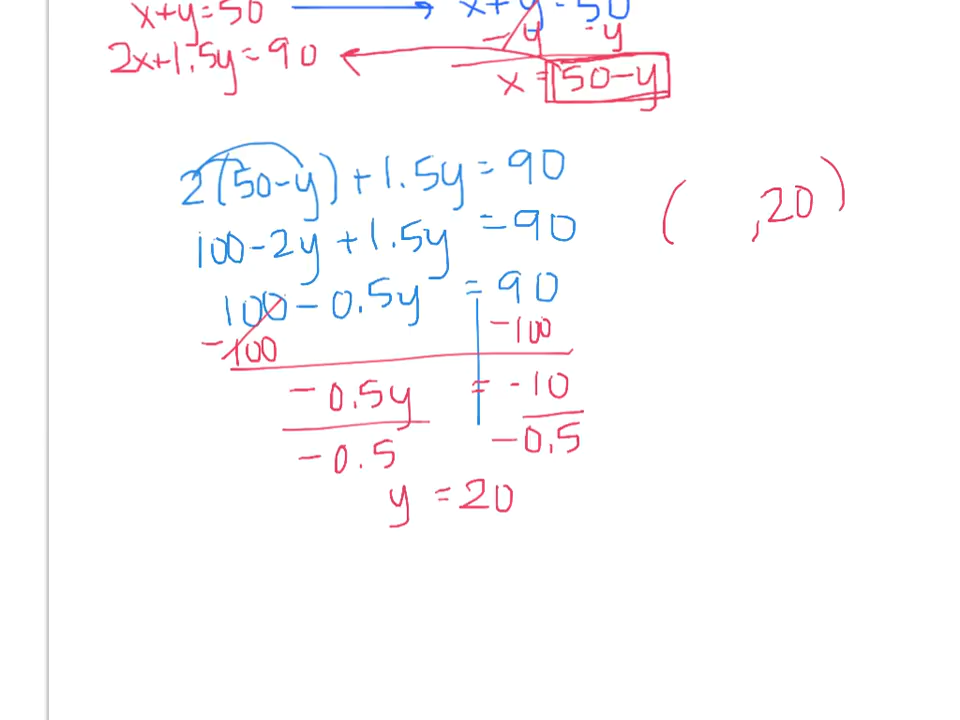 x+y=50 x+y=50
-y -y
2x+1.5y=90 x=50-y
2(50-y)+1.5y=90
( ,20)
100-2y+1.5y=90
100-0.5y=90
-100 -100
-0.5y=-10
-0.5 -0.5
y=20